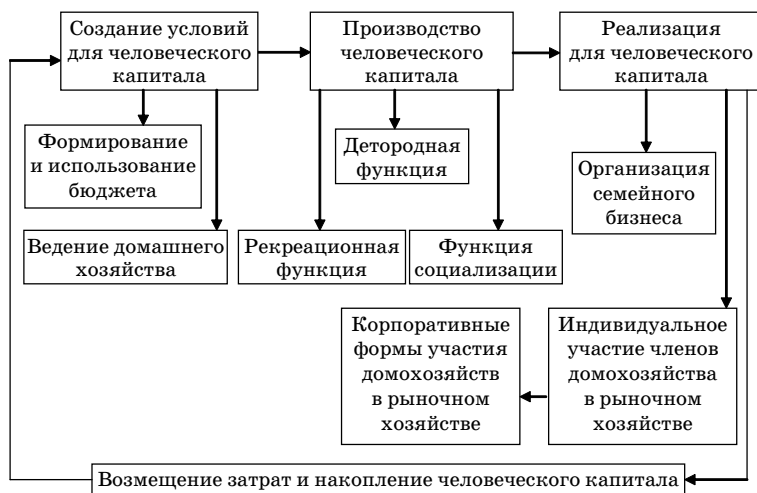 Создание условий
для человеческого
капитала
Производство
человеческого
капитала
Реализация
для человеческого
капитала
Формирование
и использование
бюджета
Детородная
функция
Организация
семейного
бизнеса
Ведение домашнего
хозяйства
Рекреационная
функция
Функция
социализации
Корпоративные
формы участия
домохозяйств
в рыночном
хозяйстве
Индивидуальное
участие членов
домохозяйства
в рыночном
хозяйстве
Возмещение затрат и накопление человеческого капитала